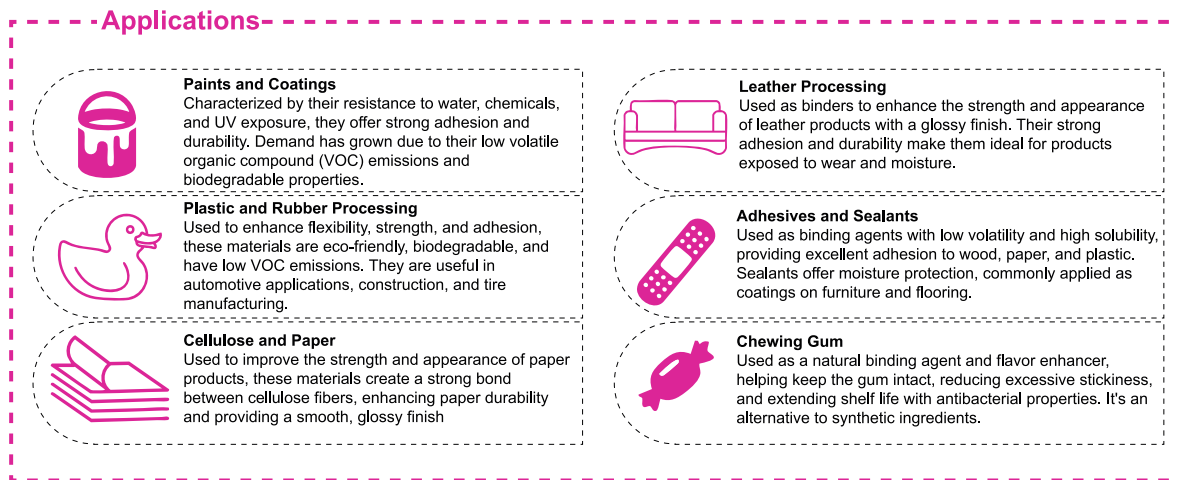 Applications
Paints and Coatings
Characterized by their resistance to water, chemicals,
and UV exposure, they offer strong adhesion and
durability. Demand has grown due to their low volatile
organic compound (VOC) emissions and
biodegradable properties.
Plastic and Rubber Processing
Used to enhance flexibility, strength, and adhesion,
these materials are eco-friendly, biodegradable, and
have low VOC emissions. They are useful in
automotive applications, construction, and tire
manufacturing.
Cellulose and Paper
Used to improve the strength and appearance of paper
products, these materials create a strong bond
between cellulose fibers, enhancing paper durability
and providing a smooth, glossy finish
Leather Processing
Used as binders to enhance the strength and appearance
of leather products with a glossy finish. Their strong
adhesion and durability make them ideal for products
exposed to wear and moisture.
Adhesives and Sealants
Used as binding agents with low volatility and high solubility,
providing excellent adhesion to wood, paper, and plastic.
Sealants offer moisture protection, commonly applied as
coatings on furniture and flooring.
Chewing Gum
Used as a natural binding agent and flavor enhancer,
helping keep the gum intact, reducing excessive stickiness,
and extending shelf life with antibacterial properties. It's an
alternative to synthetic ingredients.